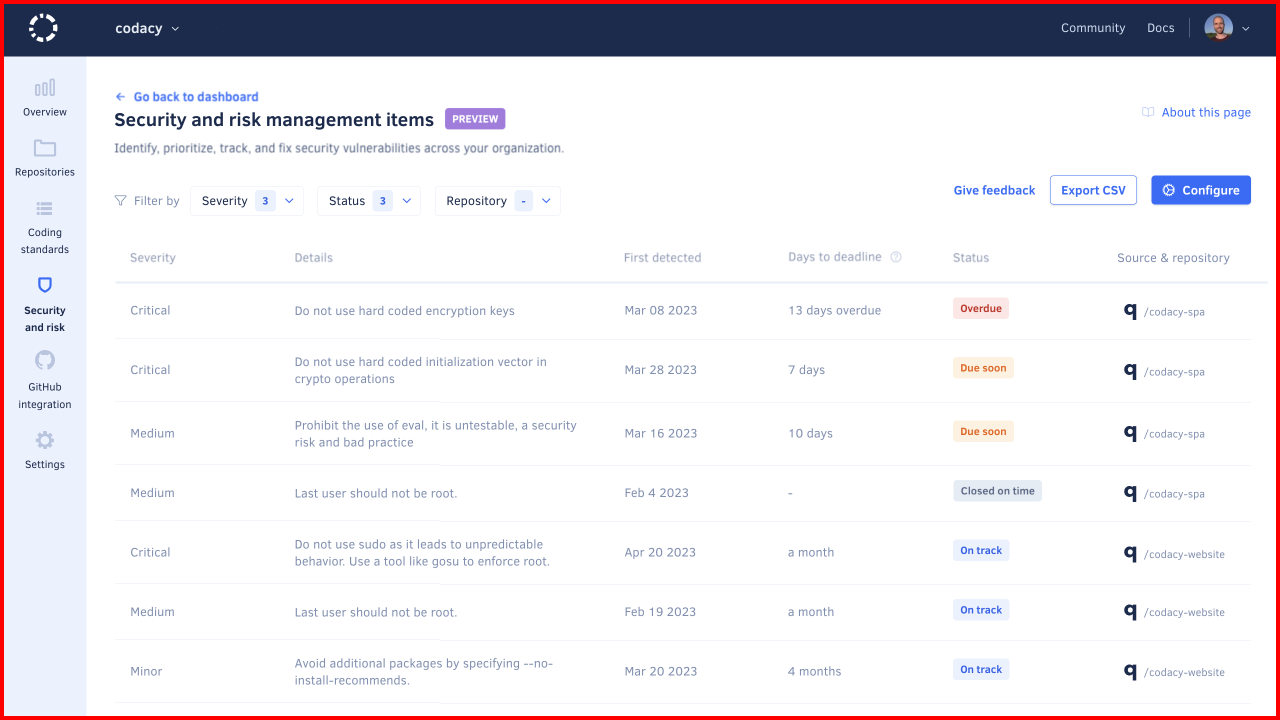 codacy
Community
Docs
Overview
Repositories
Coding
standards
Security
and risk
GitHub
integration
Settings
Go back to dashboard
Security and risk management items
PREVIEW
About this page
Identify, prioritize, track, and fix security vulnerabilities across your organization.
Filter by
Severity 3
Status 3
Repository -
Give feedback
Export CSV
Configure
Severity Details First detected Days to deadline Status Source & repository
Critical Do not use hard coded encryption keys Mar 08 2023 13 days overdue Overdue q /codacy-spa
Critical Do not use hard coded initialization vector in
crypto operations Mar 28 2023 7 days Due soon q /codacy-spa
Medium Prohibit the use of eval, it is untestable, a security
risk and bad practice Mar 16 2023 10 days Due soon q /codacy-spa
Medium Last user should not be root. Feb 4 2023 - Closed on time q /codacy-spa
Critical Do not use sudo as it leads to unpredictable
behavior. Use a tool like gosu to enforce root. Apr 20 2023 a month On track q /codacy-website
Medium Last user should not be root. Feb 19 2023 a month On track q /codacy-website
Minor Avoid additional packages by specifying --no-
install-recommends. Mar 20 2023 4 months On track q /codacy-website